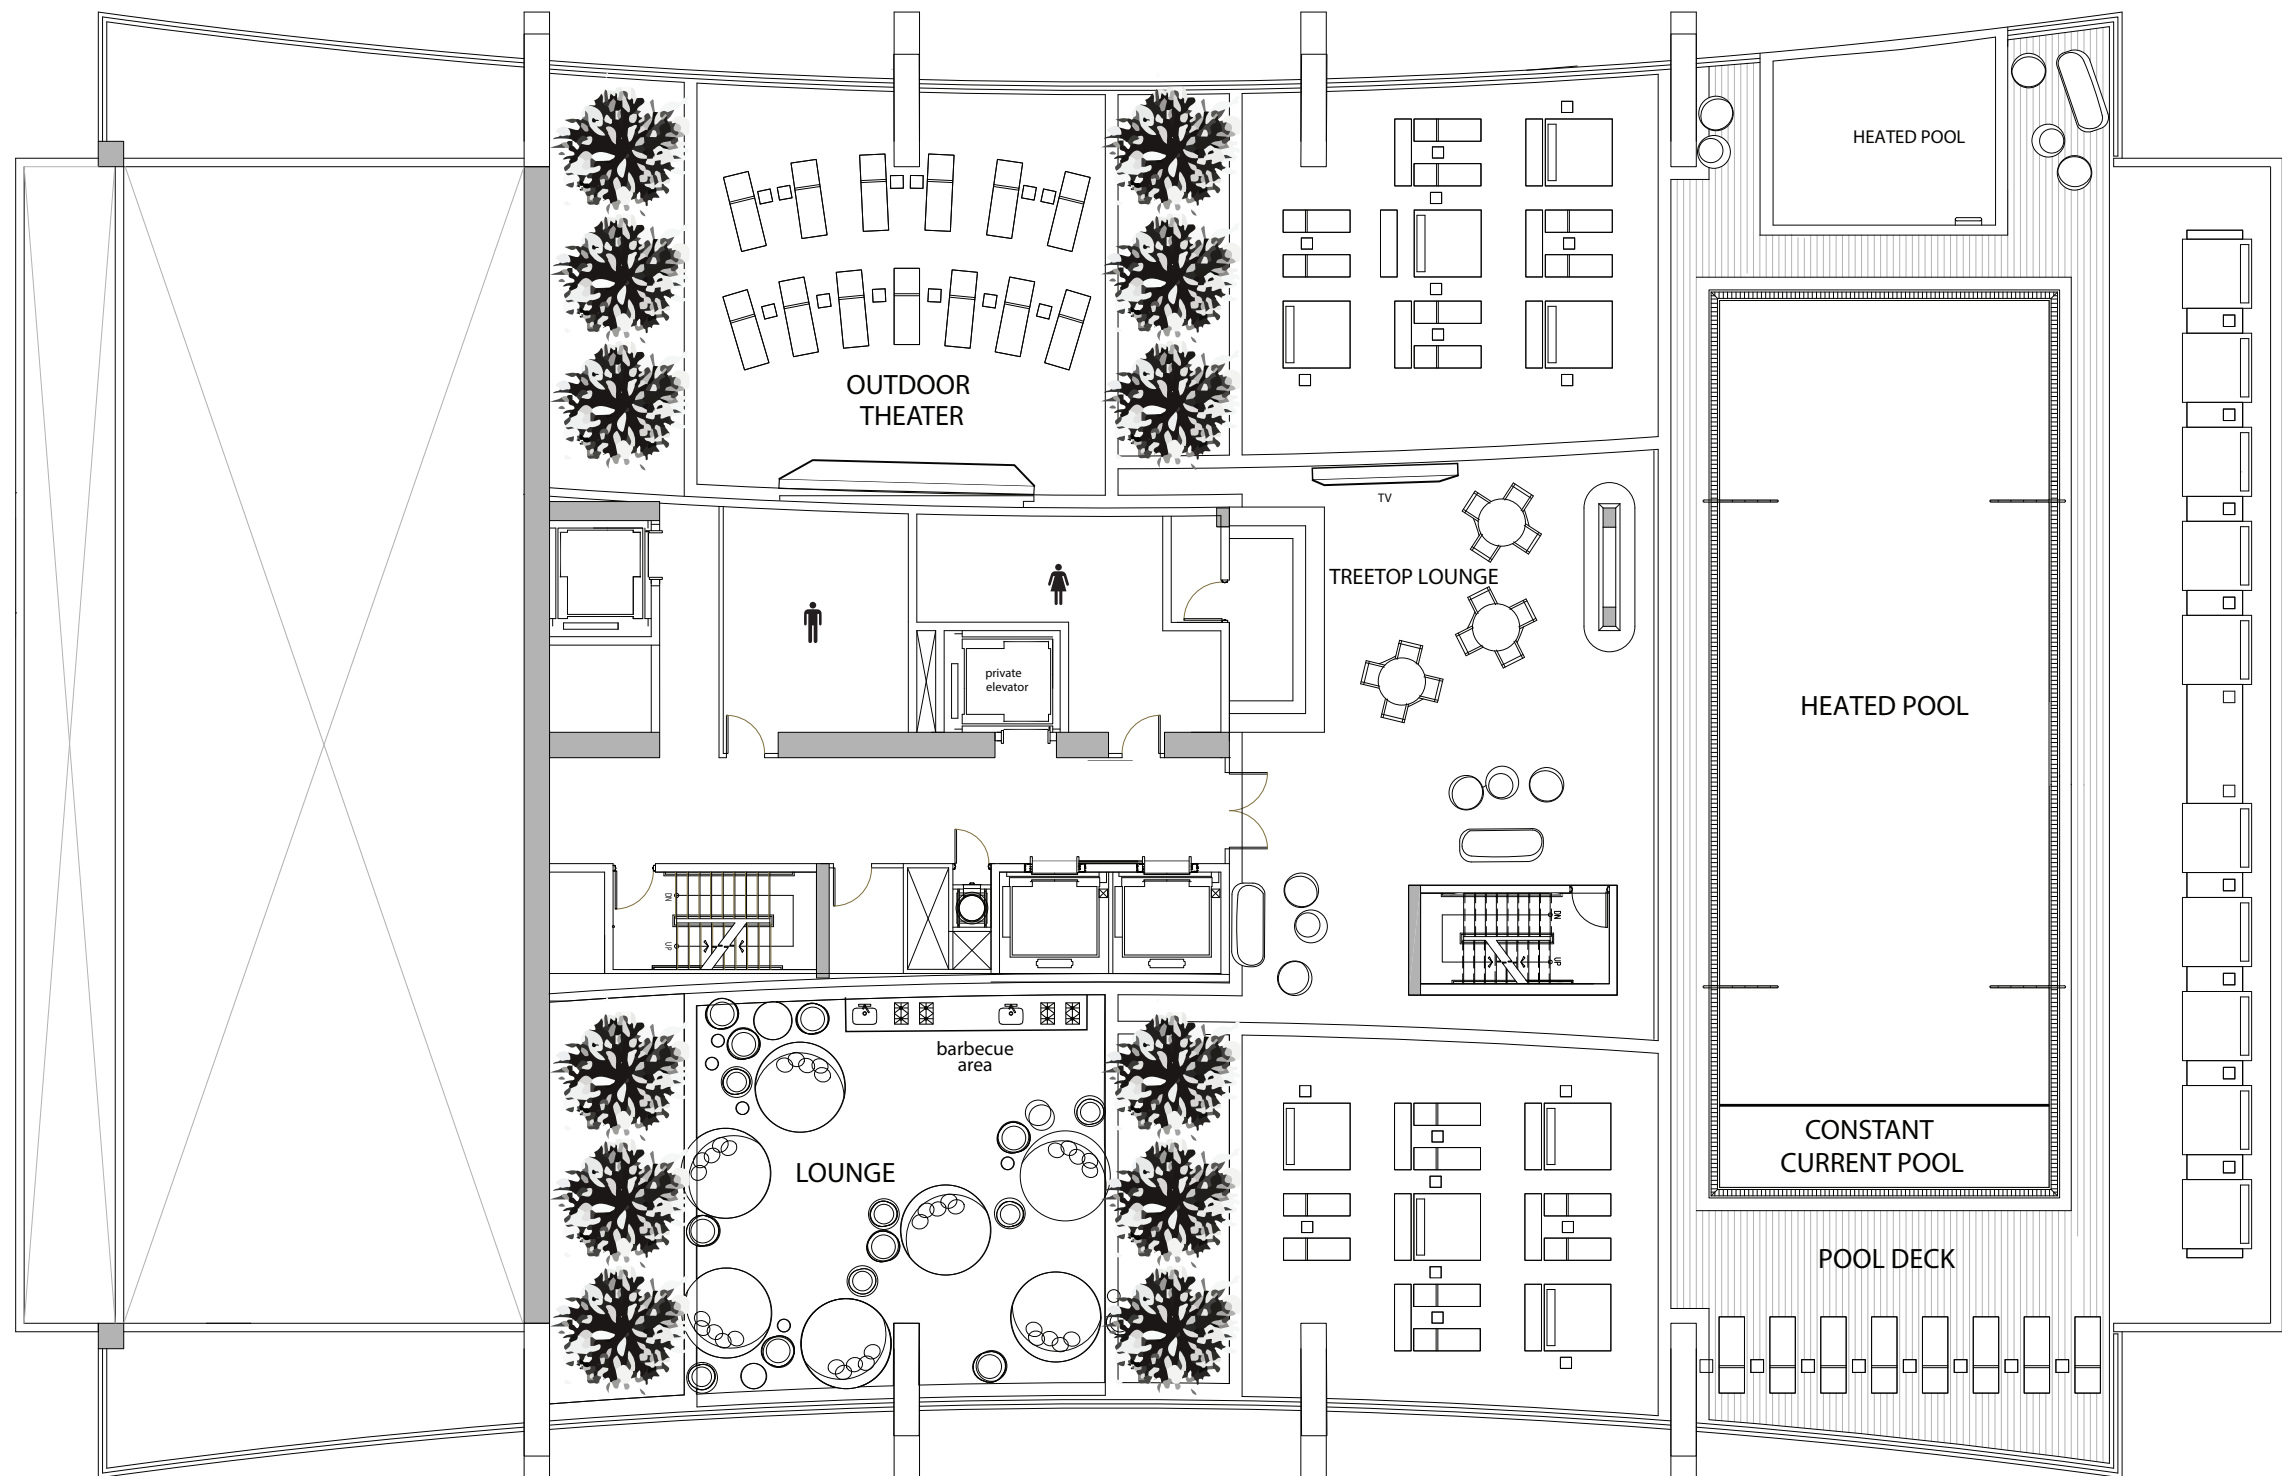 HEATED POOL
OUTDOOR
THEATER
TV
TREETOP LOUNGE
private
elevator
HEATED POOL
DN
UP
DN
UP
barbecue
area
LOUNGE
CONSTANT
CURRENT POOL
POOL DECK